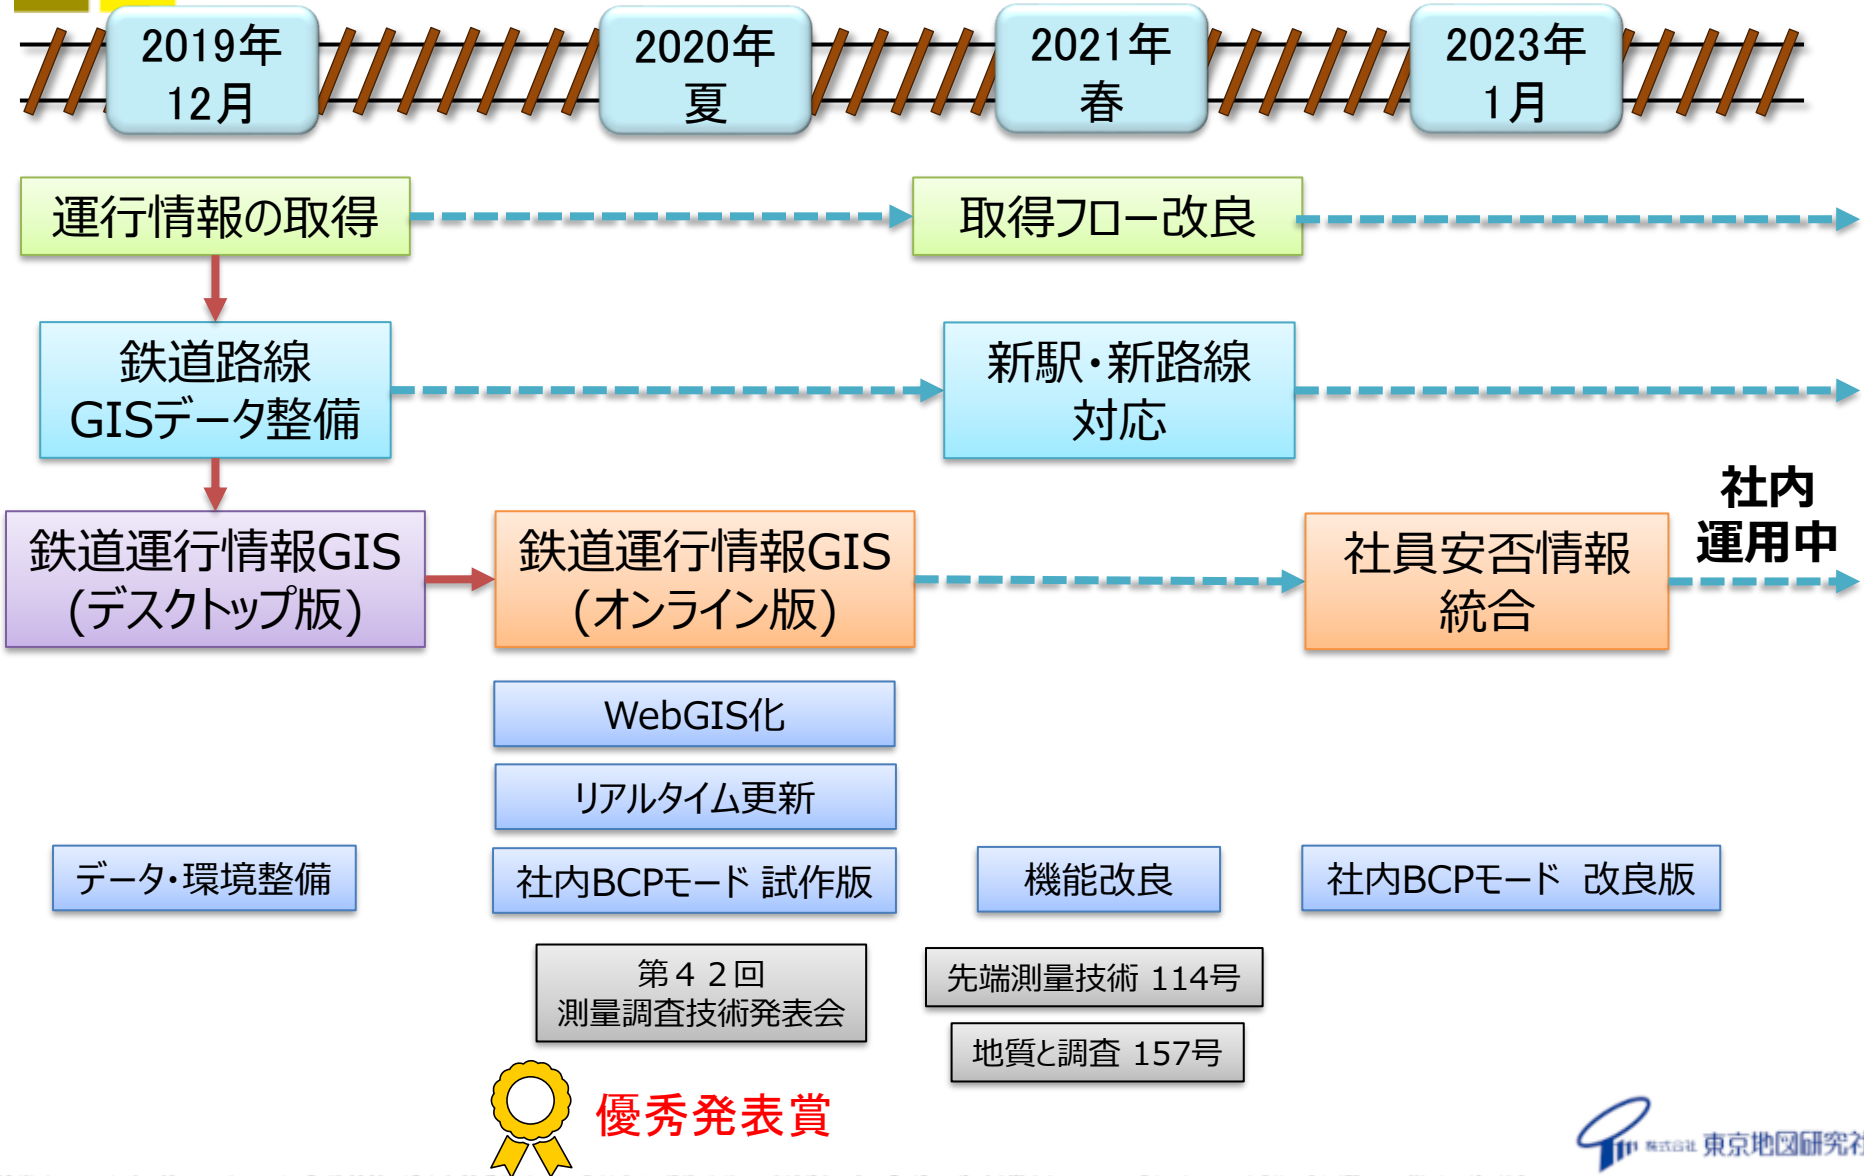 2019年
12月
2020年
夏
2021年
春
2023年
1月
運行情報の取得
取得フロー改良
鉄道路線
GISデータ整備
新駅・新路線
対応
社内
運用中
鉄道運行情報GIS
(デスクトップ版)
鉄道運行情報GIS
(オンライン版)
社員安否情報
統合
WebGIS化
リアルタイム更新
データ・環境整備
社内BCPモード 試作版
機能改良
社内BCPモード 改良版
第４２回
測量調査技術発表会
先端測量技術 114号
地質と調査 157号
優秀発表賞
株式会社 東京地図研究社